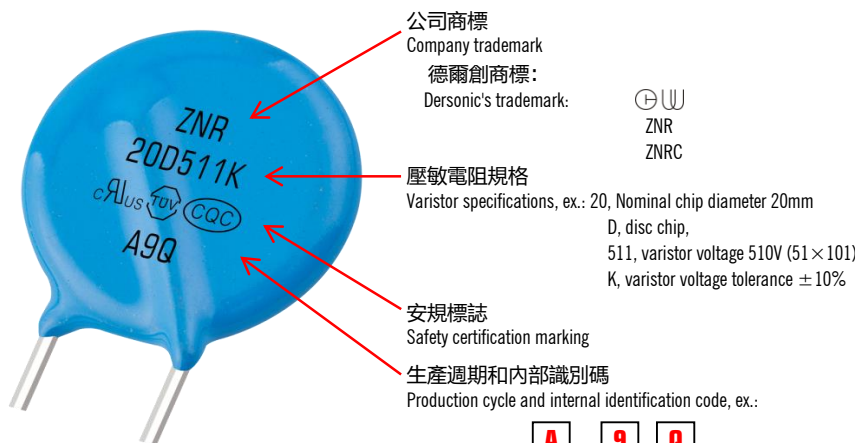 公司商標
Company trademark
德爾創商標:
Dersonic's trademark:
ZNR
ZNRC
ZNR
20D511K
c US TÜV CQC
A9Q
壓敏電阻規格
Varistor specifications, ex.: 20, Nominal chip diameter 20mm
D, disc chip,
511, varistor voltage 510V (51×101)
K, varistor voltage tolerance ±10%
安規標誌
Safety certification marking
生產週期和內部識別碼
Production cycle and internal identification code, ex.:
A 9 Q